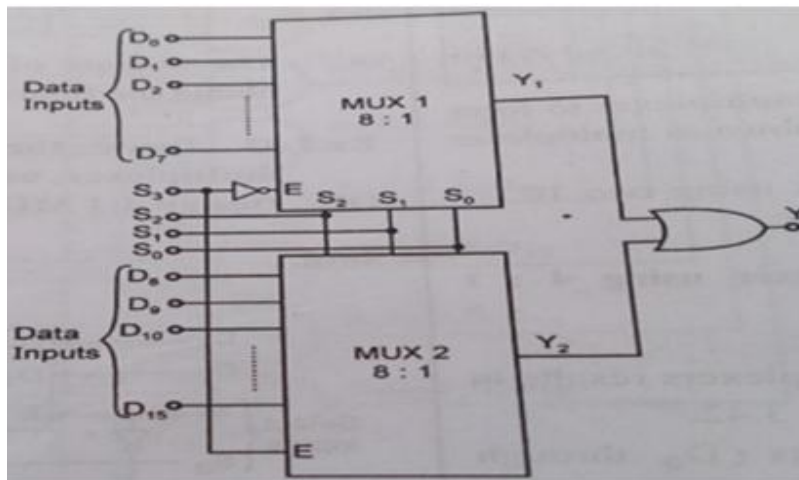 D₀
D₁
D₂
Data
Inputs
D₇
MUX 1
8 : 1
Y₁
S₃
E
S₂ S₁ S₀
S₂
S₁
S₀
Y
D₈
D₉
D₁₀
Data
Inputs
D₁₅
MUX 2
8 : 1
Y₂
E